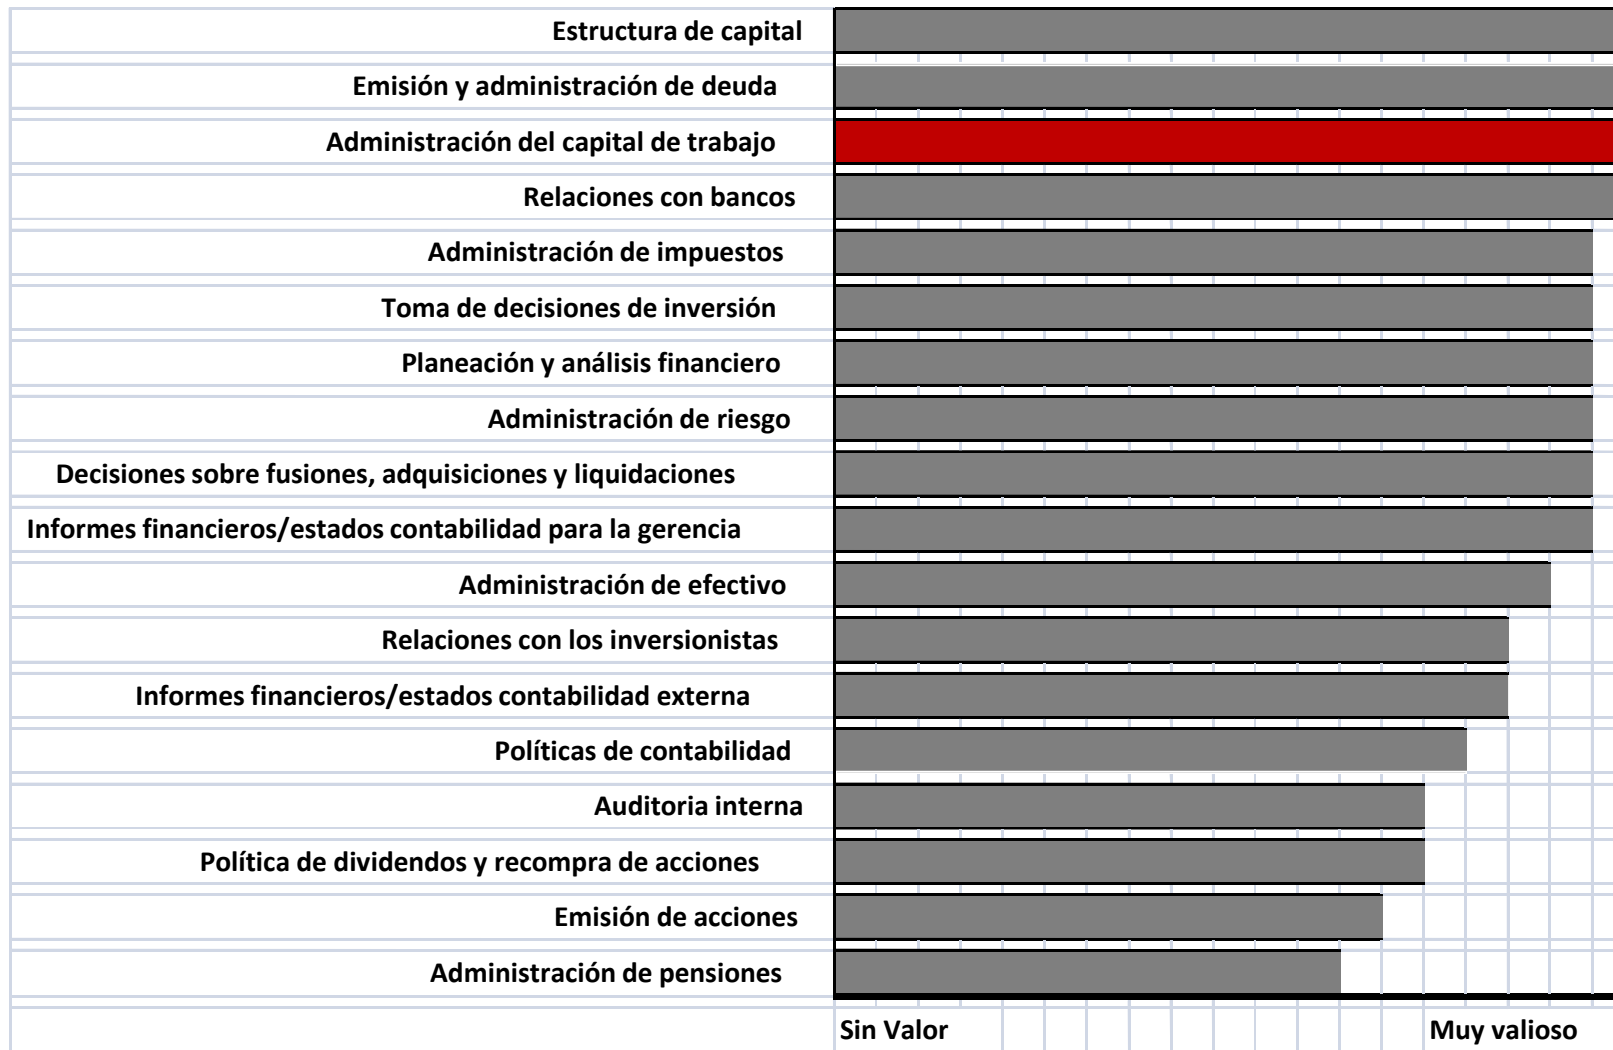 Estructura de capital
Emisión y administración de deuda
Administración del capital de trabajo
Relaciones con bancos
Administración de impuestos
Toma de decisiones de inversión
Planeación y análisis financiero
Administración de riesgo
Decisiones sobre fusiones, adquisiciones y liquidaciones
Informes financieros/estados contabilidad para la gerencia
Administración de efectivo
Relaciones con los inversionistas
Informes financieros/estados contabilidad externa
Políticas de contabilidad
Auditoria interna
Política de dividendos y recompra de acciones
Emisión de acciones
Administración de pensiones
Sin Valor Muy valioso